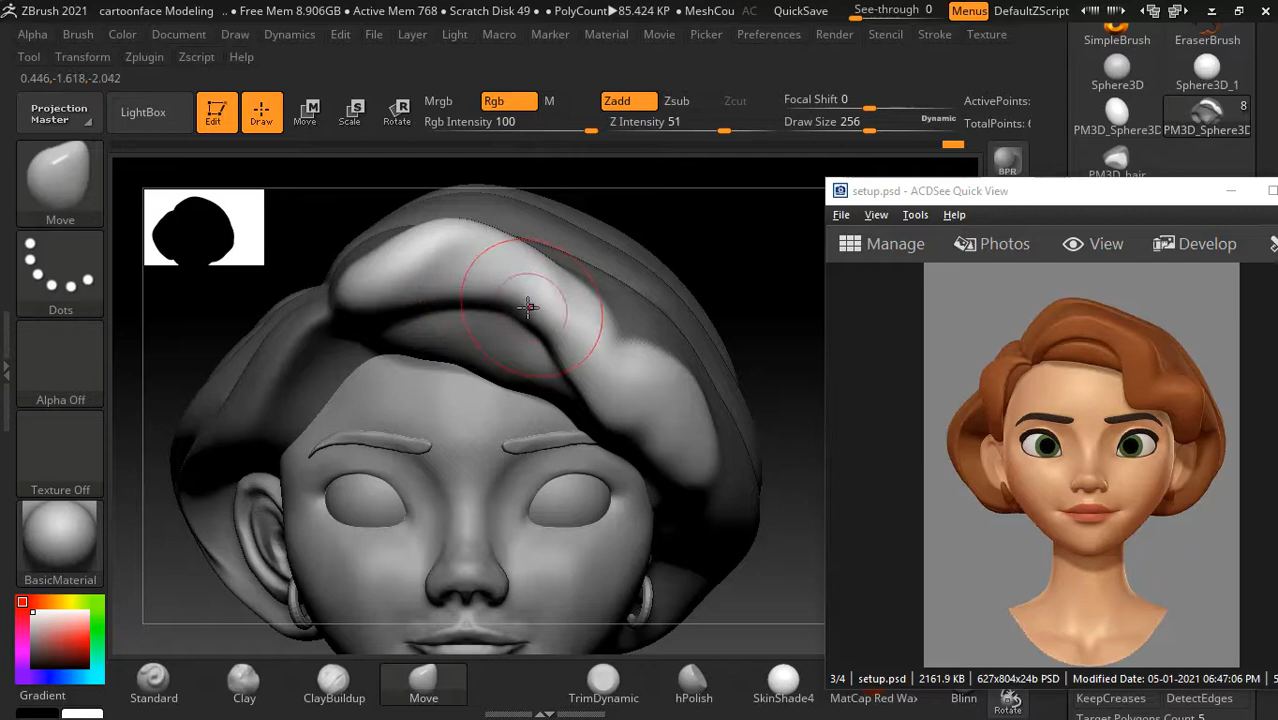 ZBrush 2021 cartoonface Modeling .. • Free Mem 8.906GB • Active Mem 768 • Scratch Disk 49 • PolyCount▶85.424 KP • MeshCou AC QuickSave See-through 0 Menus DefaultZScript
Alpha Brush Color Document Draw Dynamics Edit File Layer Light Macro Marker Material Movie Picker Preferences Render Stencil Stroke Texture
Tool Transform Zplugin Zscript Help
0.446,-1.618,-2.042
SimpleBrush EraserBrush
Sphere3D Sphere3D_1
8
PM3D_Sphere3D PM3D_Sphere3D
PM3D_hair
Projection
Master
LightBox
Edit Draw Move Scale Rotate
Mrgb Rgb M
Rgb Intensity 100
Zadd Zsub Zcut
Z Intensity 51
Focal Shift 0
Draw Size 256 Dynamic
ActivePoints:
TotalPoints: 6
BPR
Move
Dots
Alpha Off
Texture Off
BasicMaterial
Gradient
setup.psd - ACDSee Quick View
File View Tools Help
Manage Photos View Develop
3/4 setup.psd 2161.9 KB 627x804x24b PSD Modified Date: 05-01-2021 06:47:06 PM 5
Standard Clay ClayBuildup Move TrimDynamic hPolish SkinShade4 MatCap Red Wax Blinn Rotate
KeepCreases DetectEdges
Target Polygons Count 5